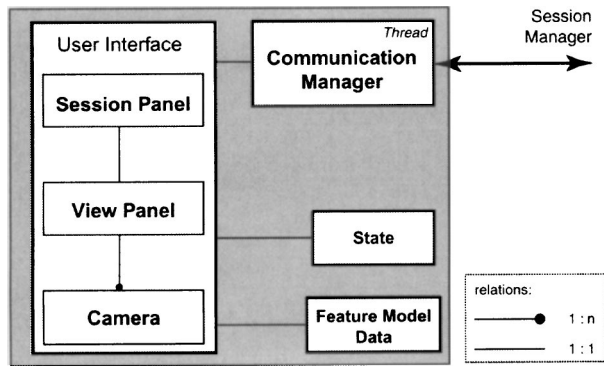 User Interface
Session Panel
View Panel
Camera
Thread
Communication
Manager
State
Feature Model
Data
Session
Manager
relations:
1 : n
1 : 1